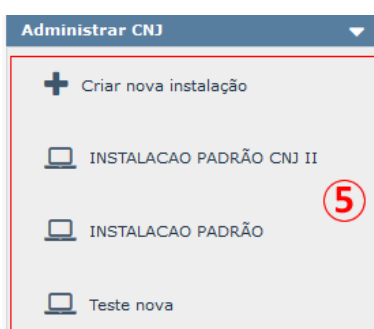 Administrar CNJ
Criar nova instalação
INSTALACAO PADRÃO CNJ II
⑤
INSTALACAO PADRÃO
Teste nova